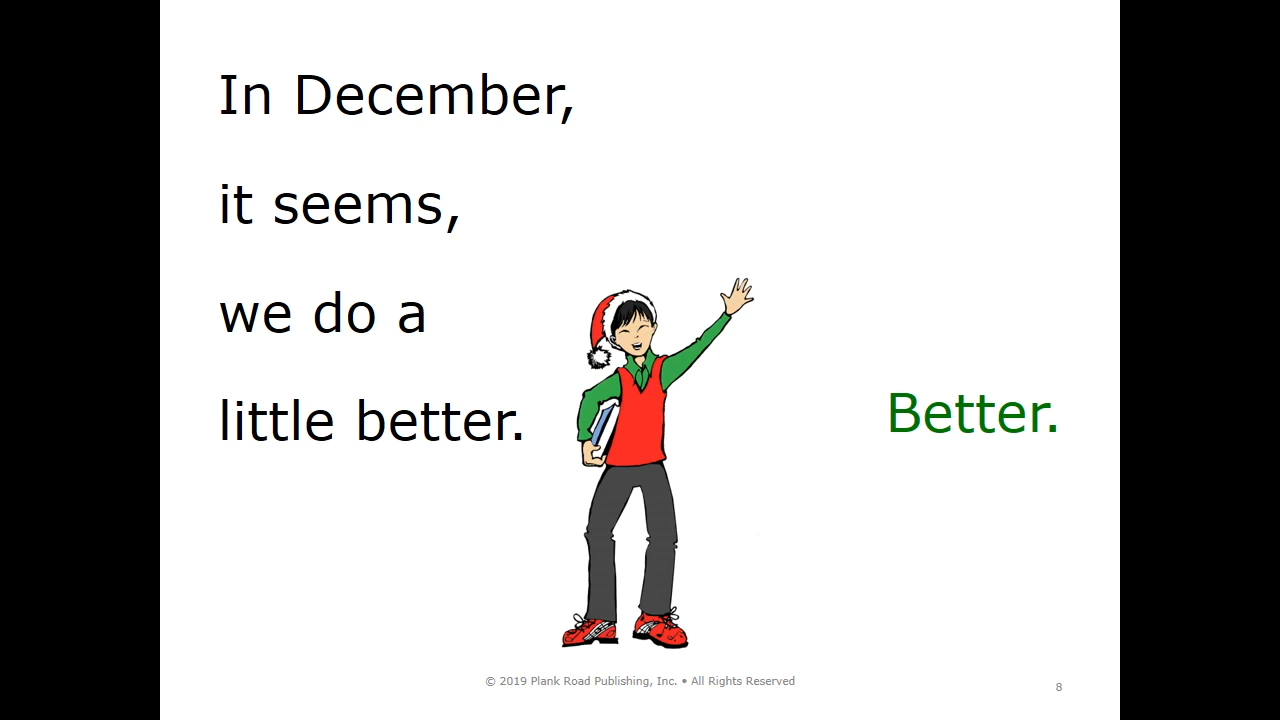 In December,
it seems,
we do a
little better.
Better.
© 2019 Plank Road Publishing, Inc. • All Rights Reserved
8